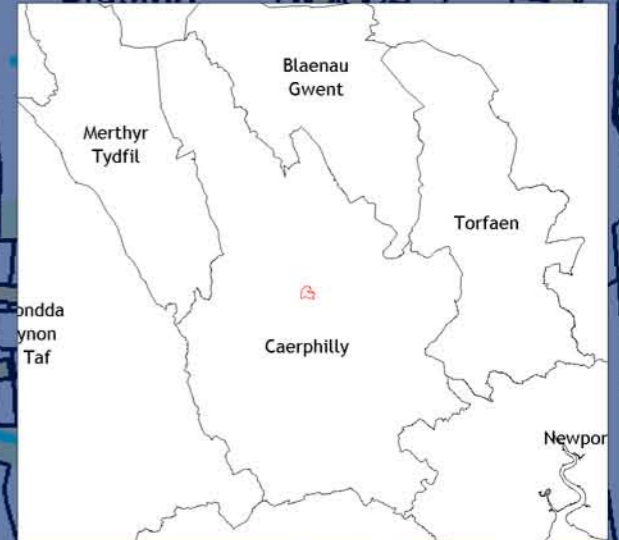 Blaenau
Gwent
Merthyr
Tydfil
Torfaen
ondda
ynon
Taf
Caerphilly
Newpor